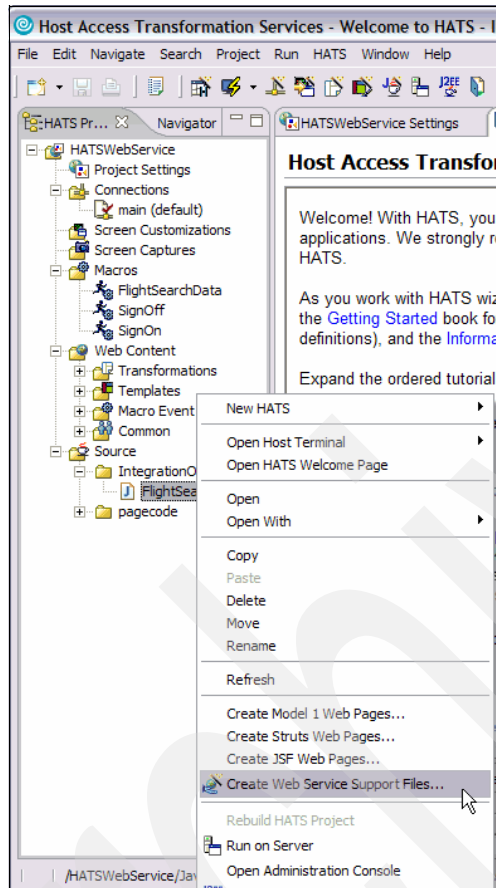 Host Access Transformation Services - Welcome to HATS - I
File Edit Navigate Search Project Run HATS Window Help
HATS Pr... Navigator
HATSWebService Settings
HATSWebService
Project Settings
Connections
main (default)
Screen Customizations
Screen Captures
Macros
FlightSearchData
SignOff
SignOn
Web Content
Transformations
Templates
Macro Event
Common
Source
IntegrationO
FlightSea
pagecode
Host Access Transfo
Welcome! With HATS, you
applications. We strongly r
HATS.
As you work with HATS wiz
the Getting Started book fo
definitions), and the Informa
Expand the ordered tutorial
New HATS
Open Host Terminal
Open HATS Welcome Page
Open
Open With
Copy
Paste
Delete
Move
Rename
Refresh
Create Model 1 Web Pages...
Create Struts Web Pages...
Create JSF Web Pages...
Create Web Service Support Files...
Rebuild HATS Project
Run on Server
Open Administration Console
/HATSWebService/Jav